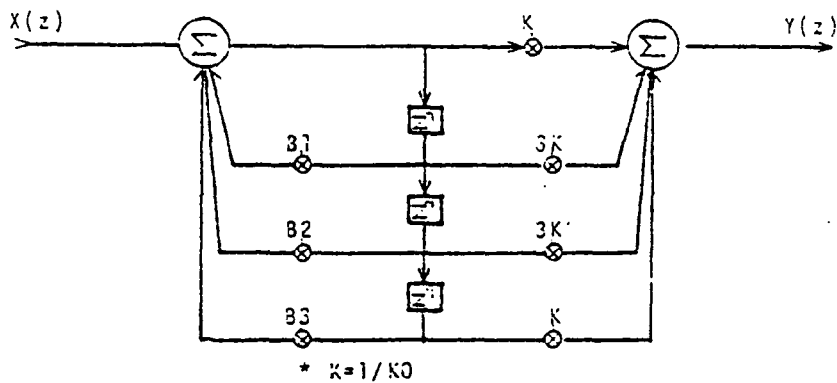 X(z) K Y(z)
Σ Σ
B1 3K
B2 3K
B3 K
* K=1/K0